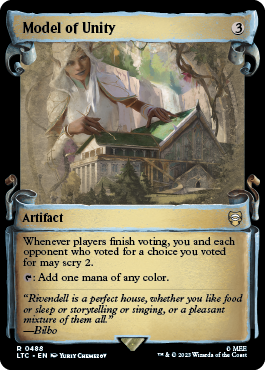 Model of Unity 3
Artifact
Whenever players finish voting, you and each
opponent who voted for a choice you voted
for may scry 2.
: Add one mana of any color.
“Rivendell is a perfect house, whether you like food
or sleep or storytelling or singing, or a pleasant
mixture of them all.”
—Bilbo
R 0488 © MEE
LTC • EN YURIY CHEMEZOV ™ & © 2023 Wizards of the Coast